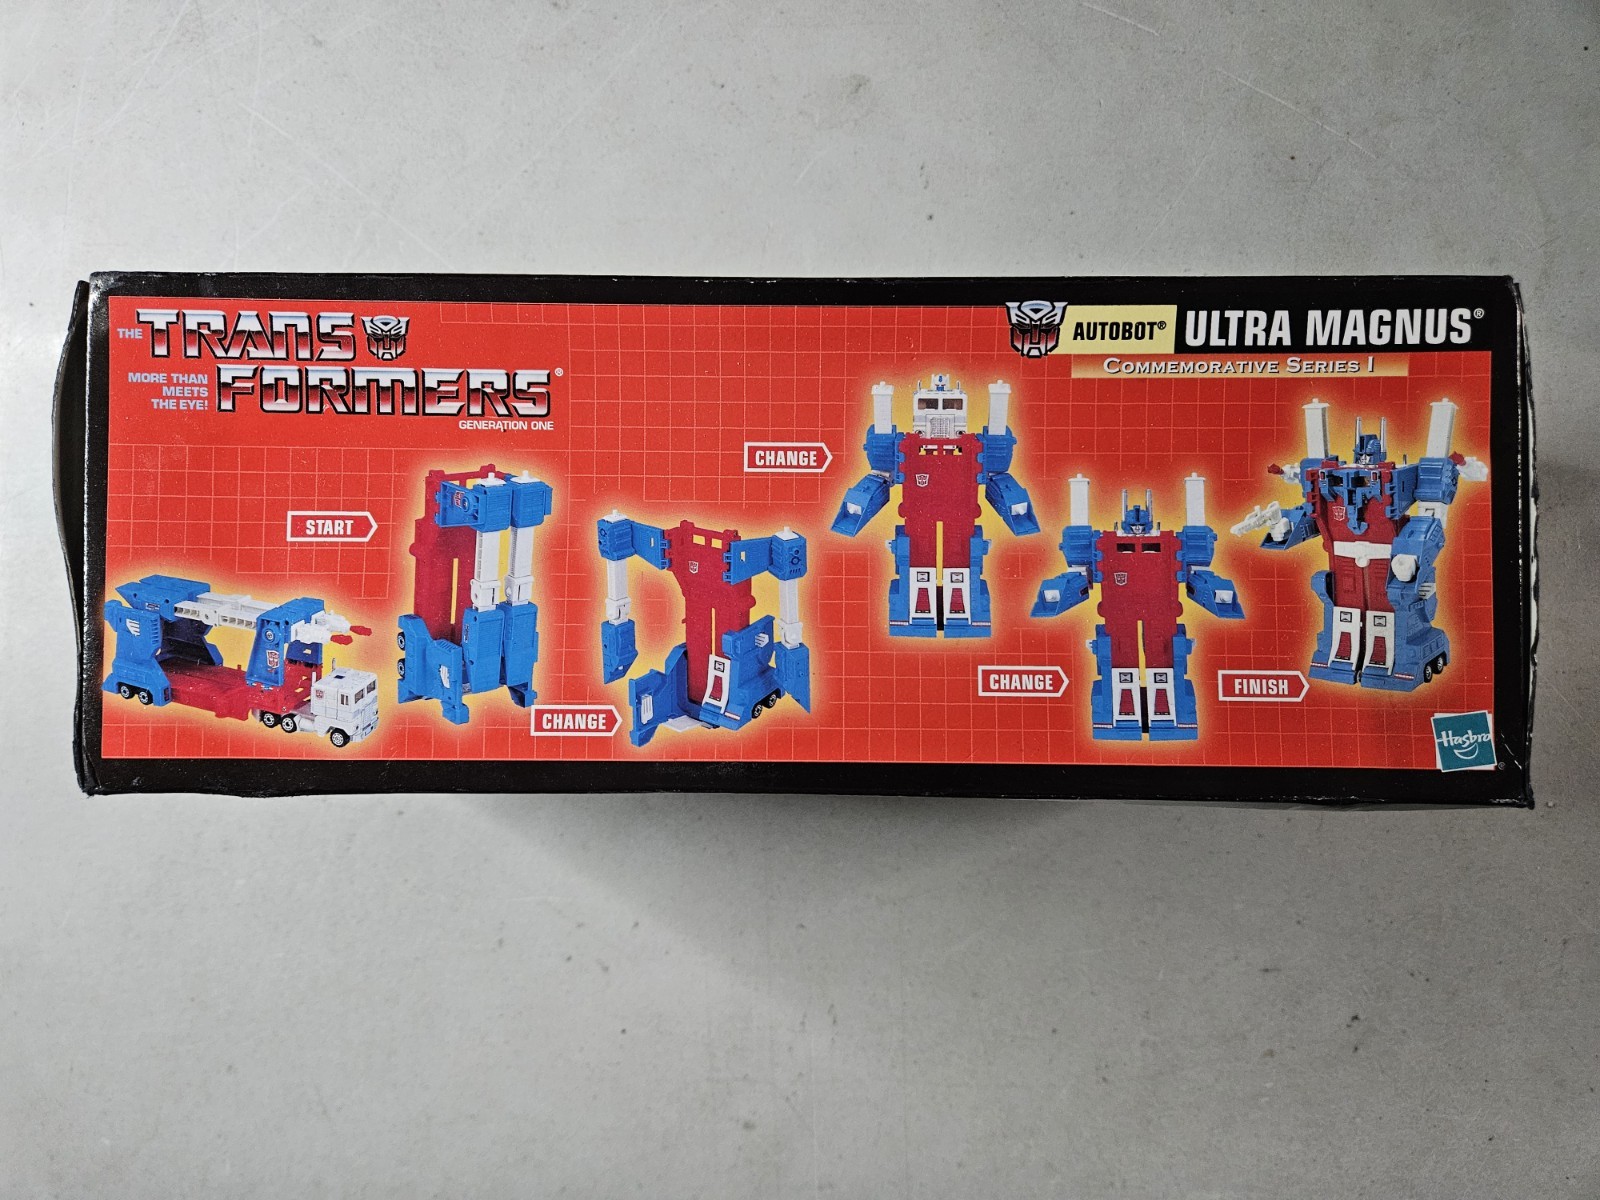 THE TRANS
FORMERS®
MORE THAN
MEETS
THE EYE!
GENERATION ONE
AUTOBOT® ULTRA MAGNUS®
COMMEMORATIVE SERIES I
START
CHANGE
CHANGE
CHANGE
FINISH
Hasbro
®